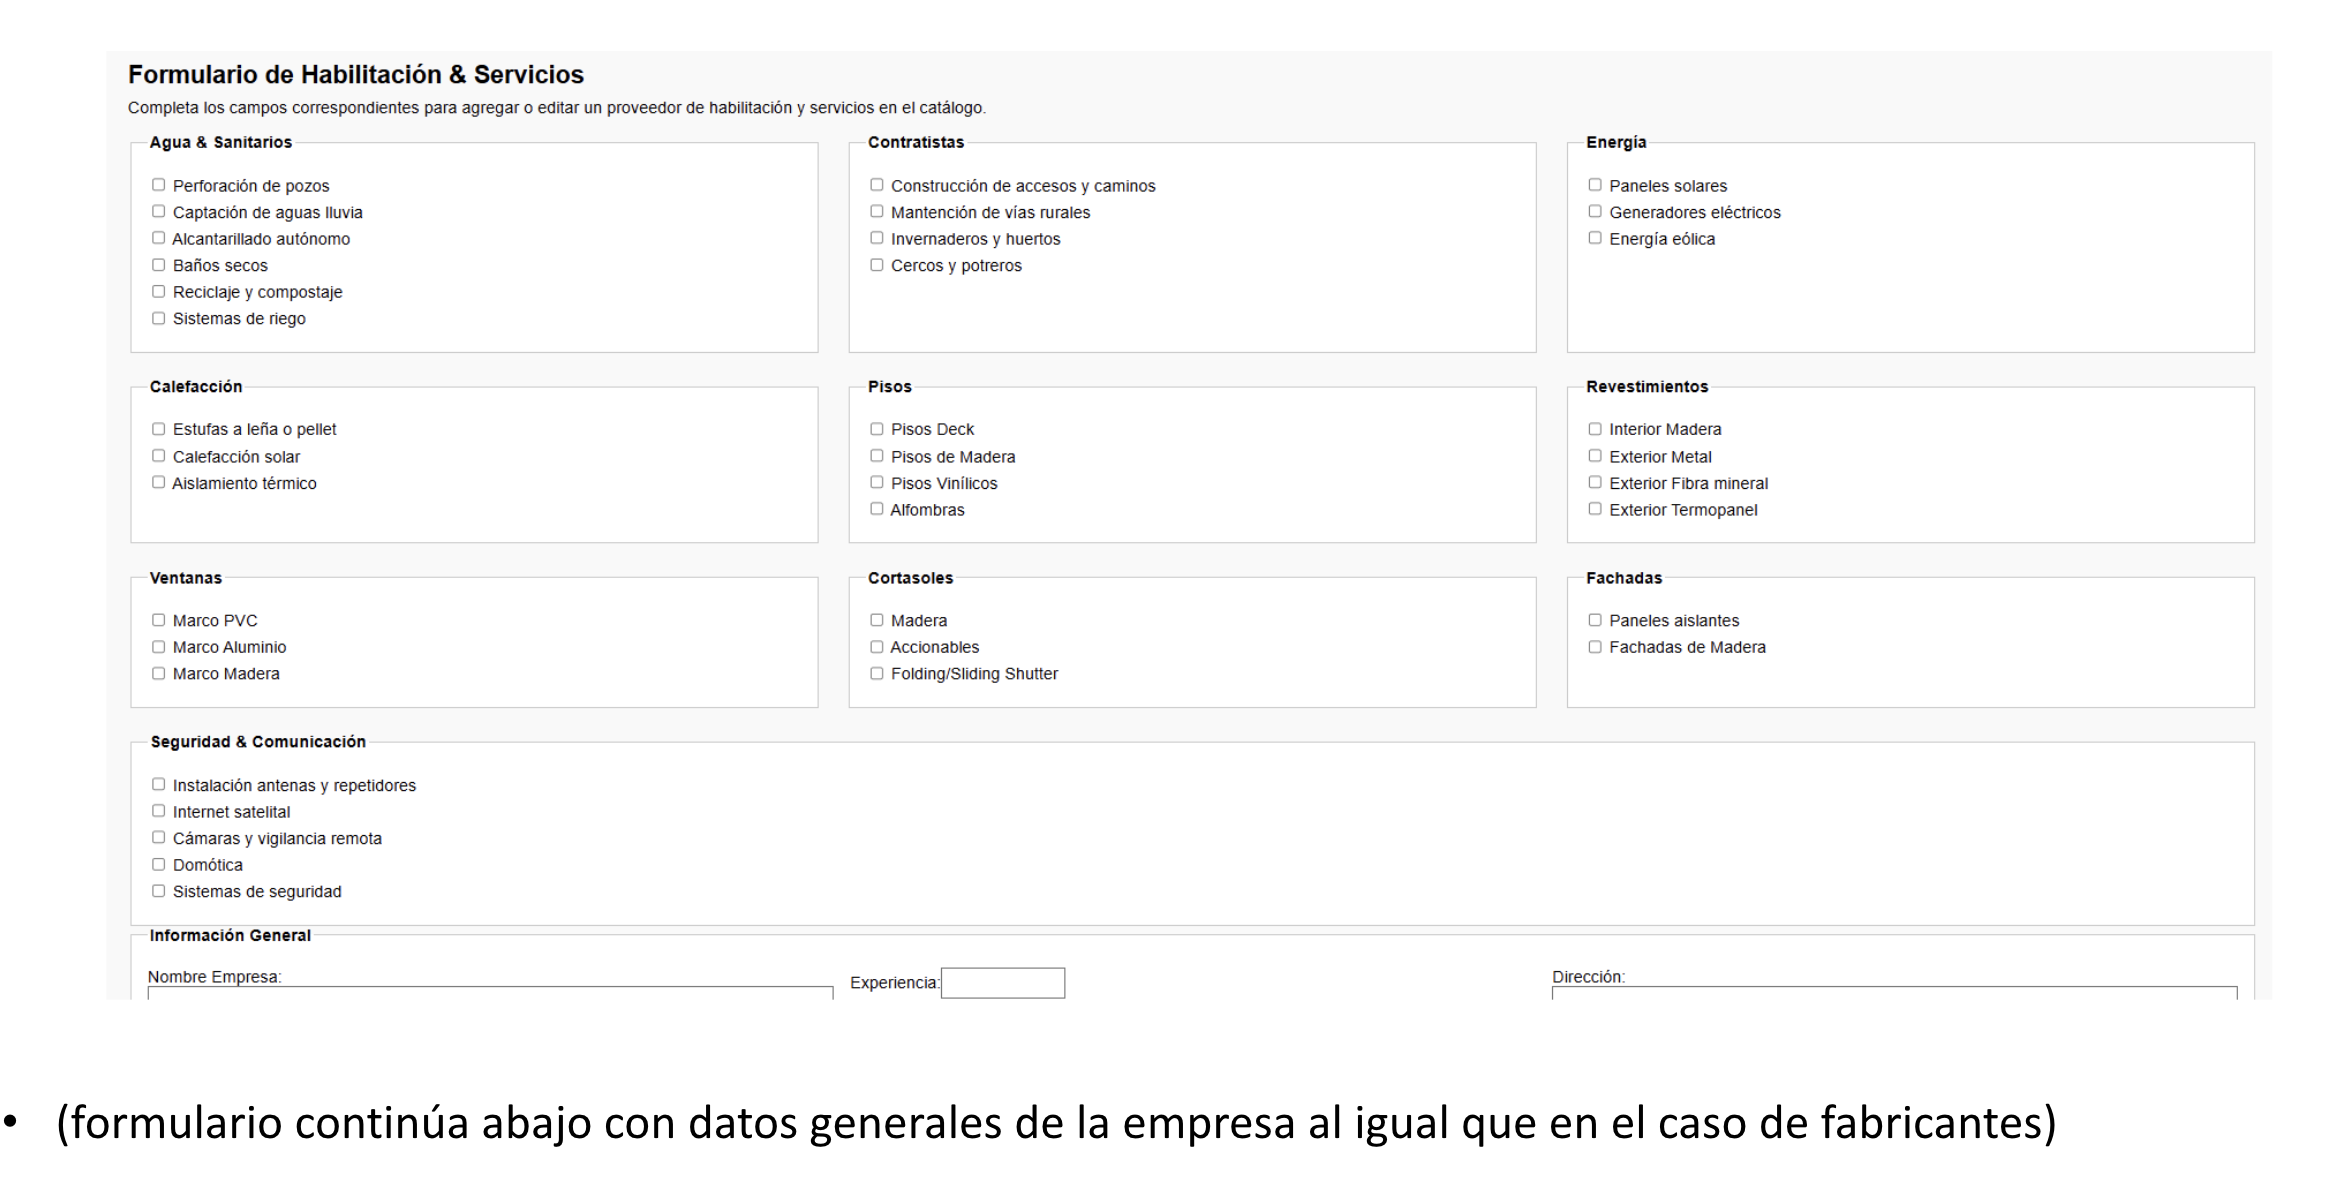 Formulario de Habilitación & Servicios
Completa los campos correspondientes para agregar o editar un proveedor de habilitación y servicios en el catálogo.
Agua & Sanitarios
Perforación de pozos
Captación de aguas lluvia
Alcantarillado autónomo
Baños secos
Reciclaje y compostaje
Sistemas de riego
Contratistas
Construcción de accesos y caminos
Mantención de vías rurales
Invernaderos y huertos
Cercos y potreros
Energía
Paneles solares
Generadores eléctricos
Energía eólica
Calefacción
Estufas a leña o pellet
Calefacción solar
Aislamiento térmico
Pisos
Pisos Deck
Pisos de Madera
Pisos Vinílicos
Alfombras
Revestimientos
Interior Madera
Exterior Metal
Exterior Fibra mineral
Exterior Termopanel
Ventanas
Marco PVC
Marco Aluminio
Marco Madera
Cortasoles
Madera
Accionables
Folding/Sliding Shutter
Fachadas
Paneles aislantes
Fachadas de Madera
Seguridad & Comunicación
Instalación antenas y repetidores
Internet satelital
Cámaras y vigilancia remota
Domótica
Sistemas de seguridad
Información General
Nombre Empresa:
Experiencia:
Dirección:
• (formulario continúa abajo con datos generales de la empresa al igual que en el caso de fabricantes)